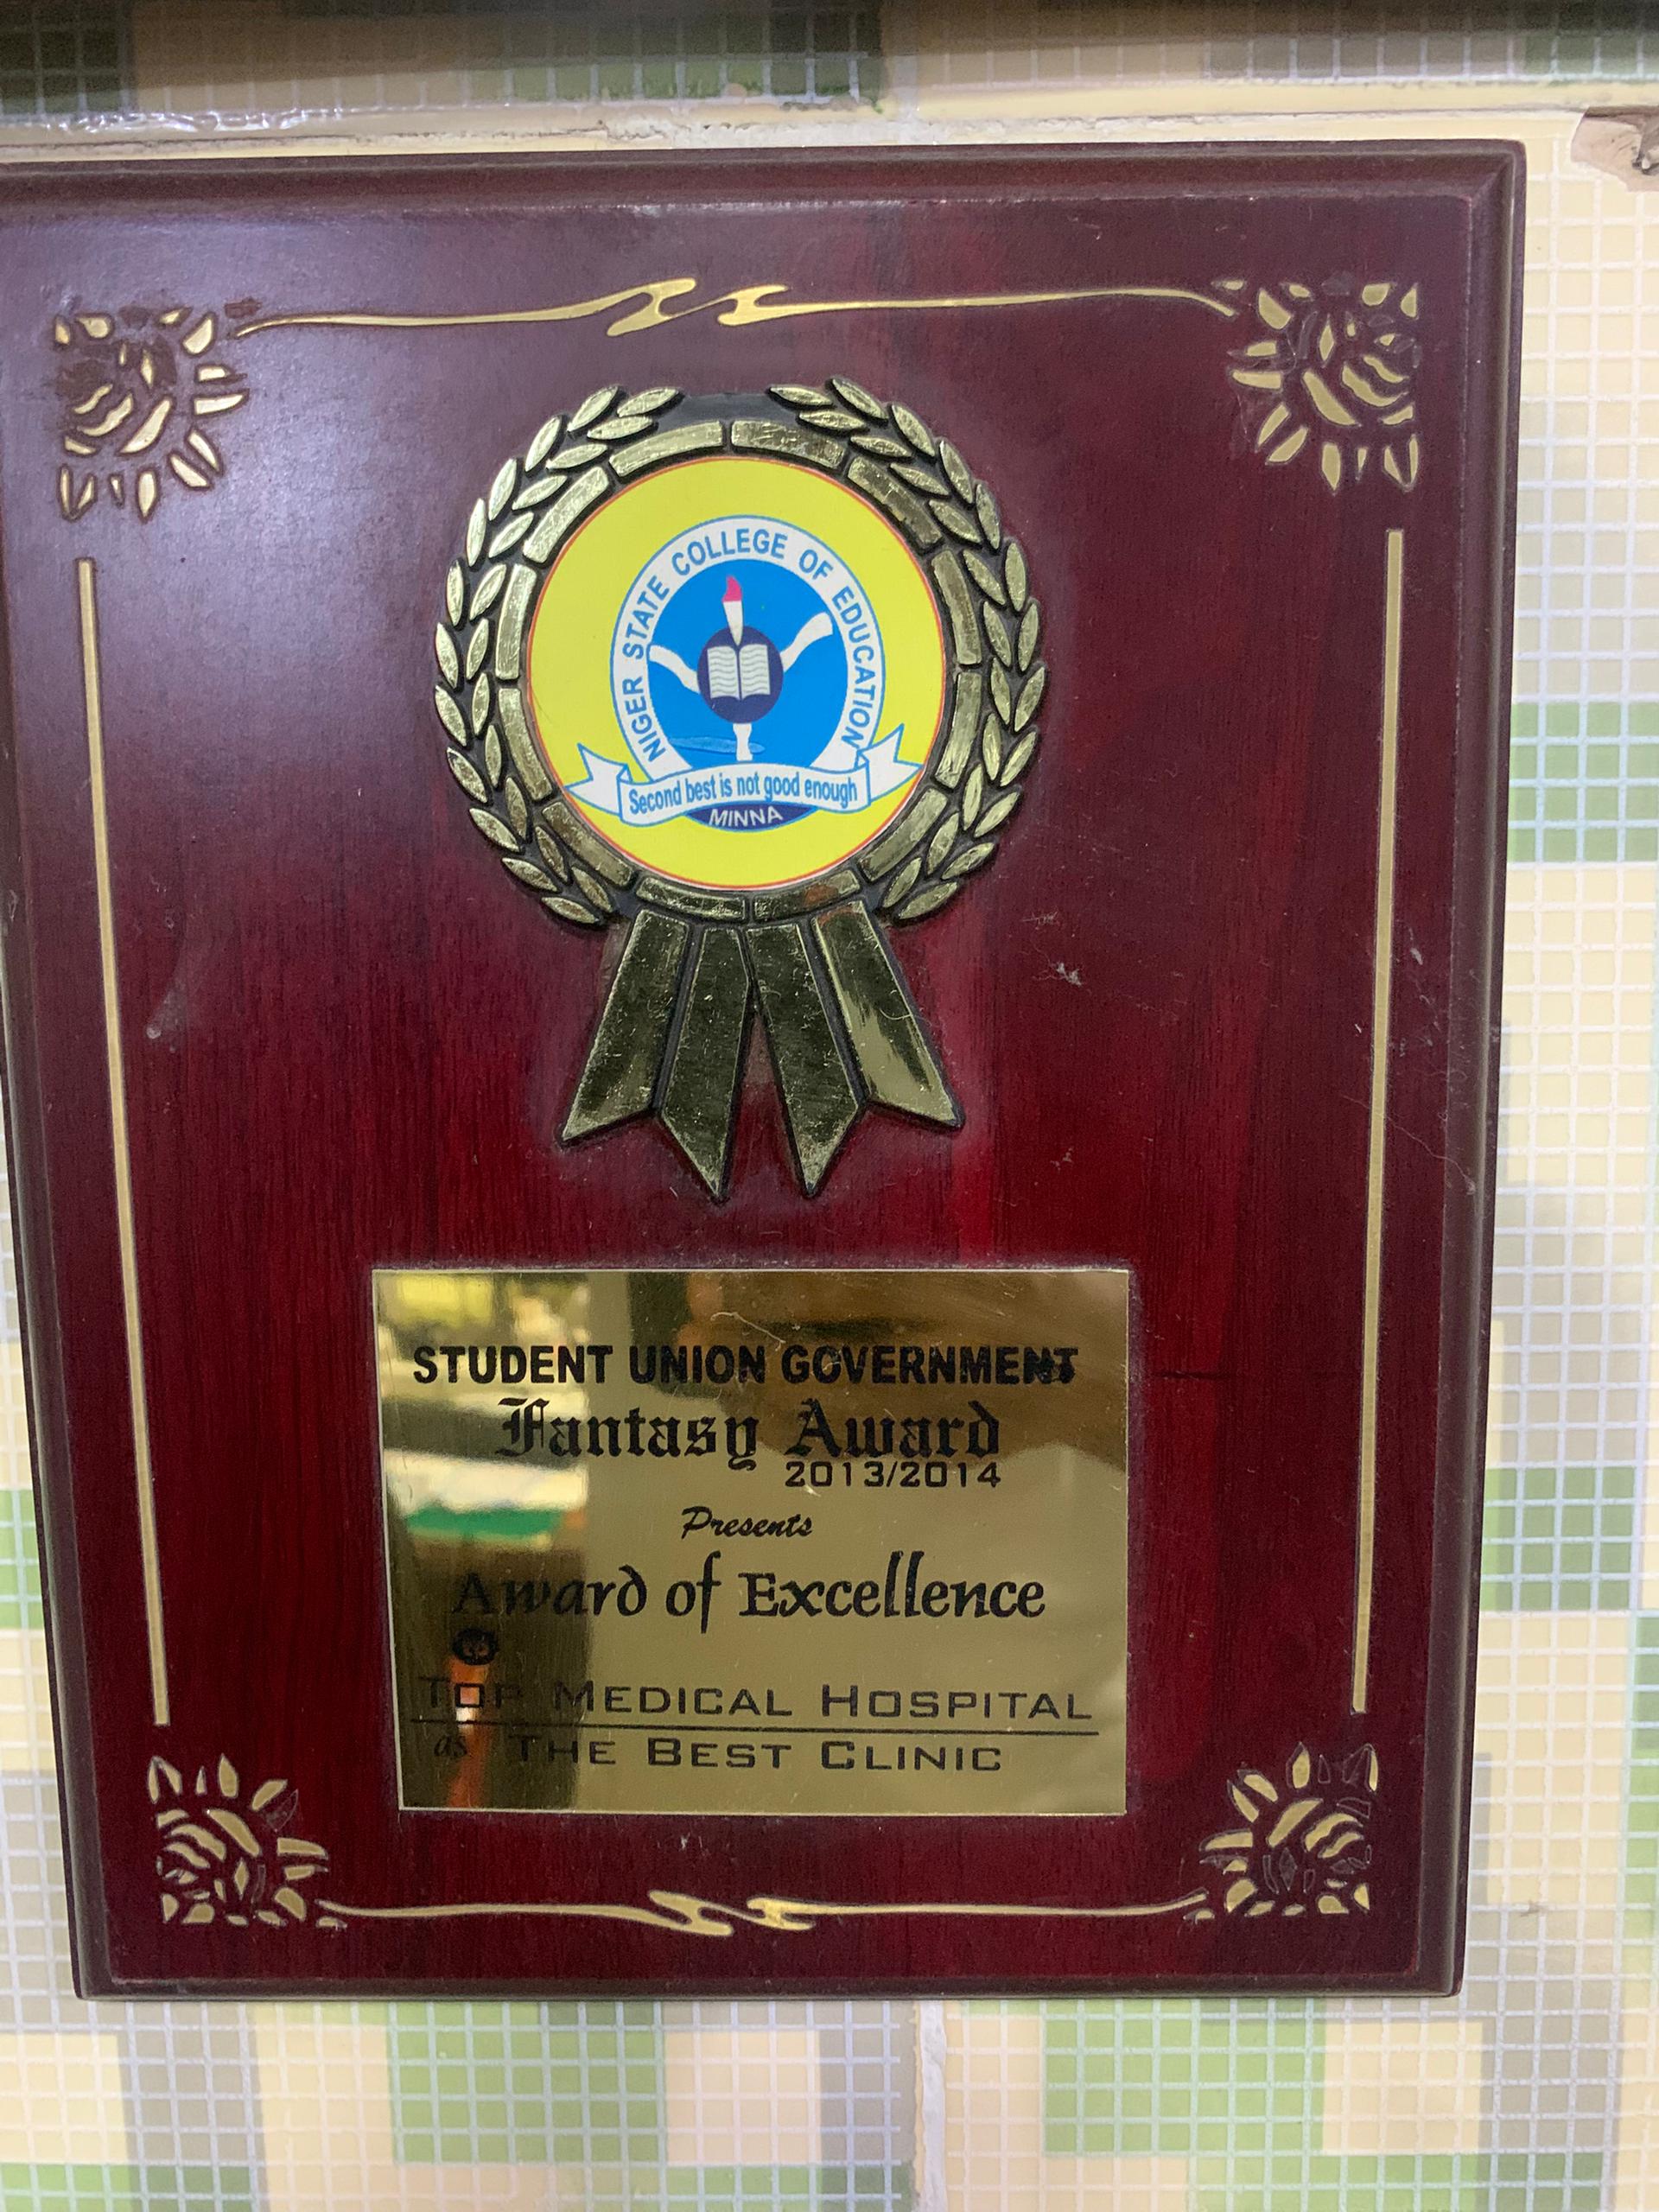 NIGER STATE COLLEGE OF EDUCATION
Second best is not good enough
MINNA
STUDENT UNION GOVERNMENT
Fantasy Award
2013/2014
Presents
Award of Excellence
TOP MEDICAL HOSPITAL
as THE BEST CLINIC